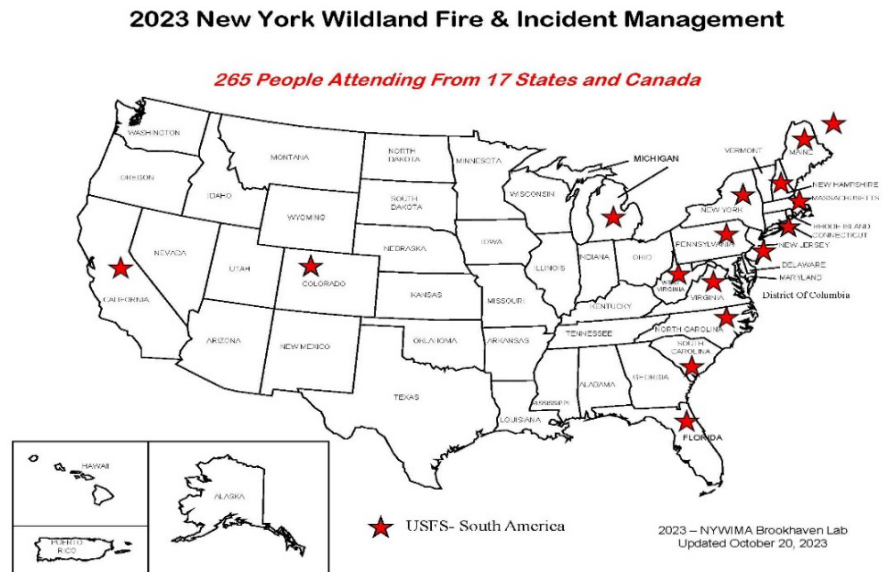 2023 New York Wildland Fire & Incident Management
265 People Attending From 17 States and Canada
WASHINGTON
OREGON
IDAHO
MONTANA
NORTH
DAKOTA
SOUTH
DAKOTA
MINNESOTA
WISCONSIN
MICHIGAN
VERMONT
MAINE
NEW HAMPSHIRE
MASSACHUSETTS
NEW YORK
RHODE ISLAND
CONNECTICUT
NEW JERSEY
PENNSYLVANIA
DELAWARE
MARYLAND
District Of Columbia
WYOMING
NEBRASKA
IOWA
ILLINOIS
INDIANA
OHIO
WEST
VIRGINIA
VIRGINIA
NEVADA
UTAH
COLORADO
CALIFORNIA
KANSAS
MISSOURI
KENTUCKY
TENNESSEE
NORTH CAROLINA
SOUTH
CAROLINA
ARIZONA
NEW MEXICO
OKLAHOMA
ARKANSAS
TEXAS
LOUISIANA
MISSISSIPPI
ALABAMA
GEORGIA
FLORIDA
HAWAII
ALASKA
PUERTO
RICO
USFS- South America
2023 – NYWIMA Brookhaven Lab
Updated October 20, 2023